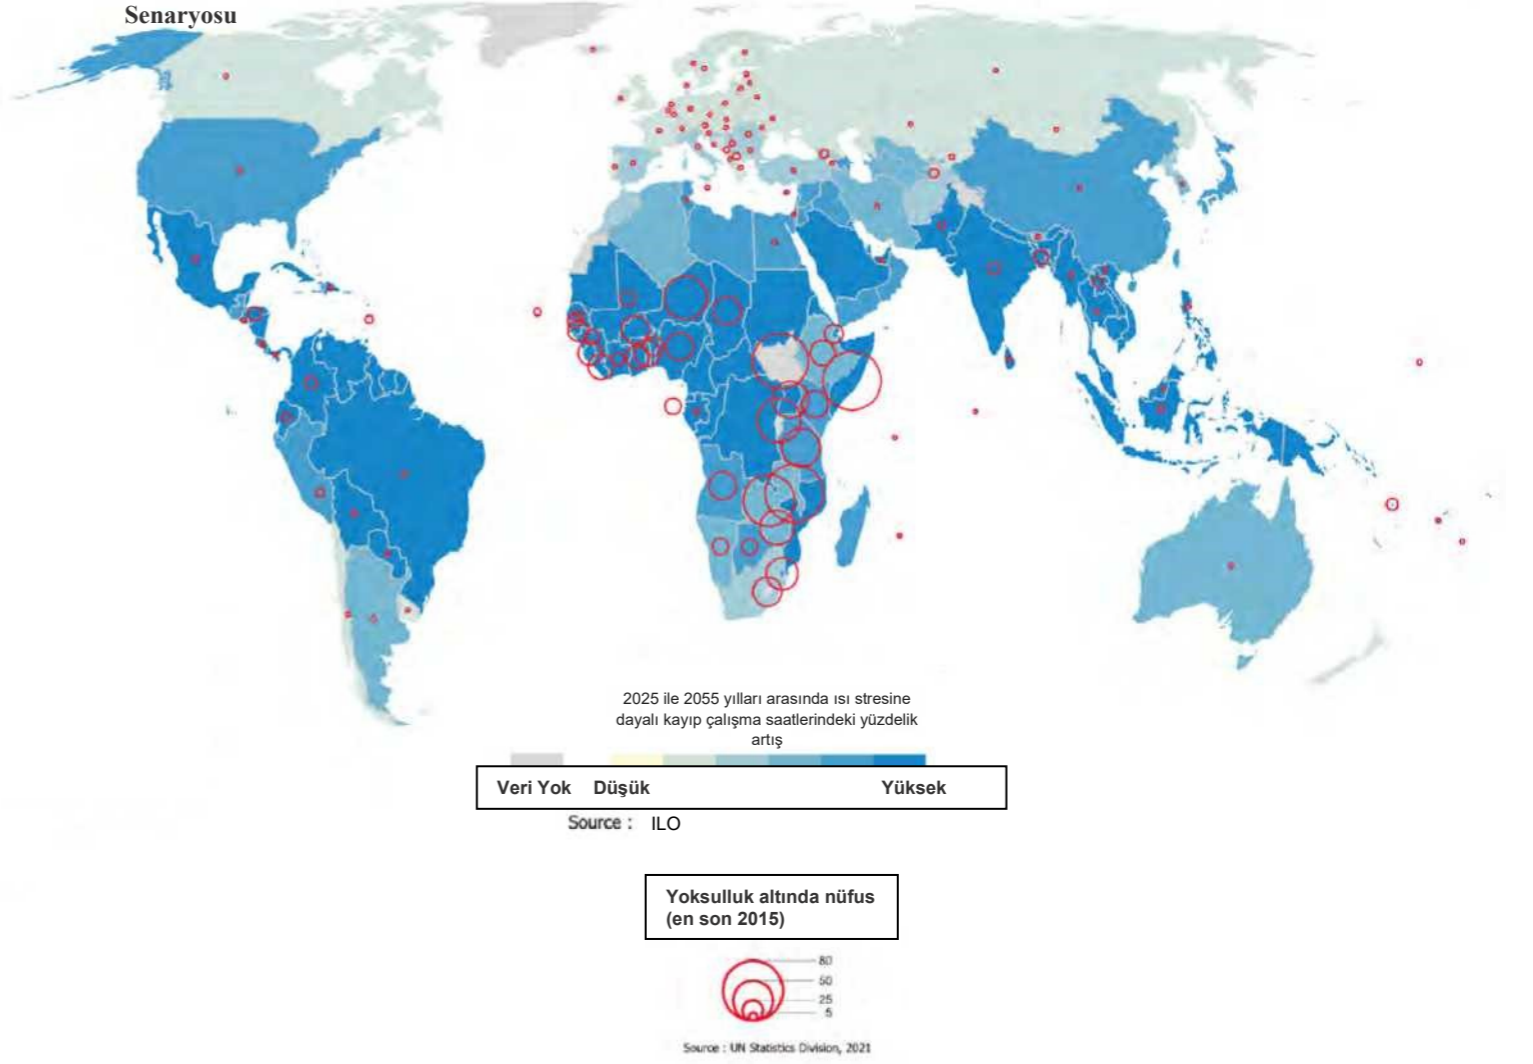 Senaryosu
2025 ile 2055 yılları arasında ısı stresine
dayalı kayıp çalışma saatlerindeki yüzdelik
artış
Veri Yok Düşük Yüksek
Source : ILO
Yoksulluk altında nüfus
(en son 2015)
80
50
25
5
Source : UN Statistics Division, 2021